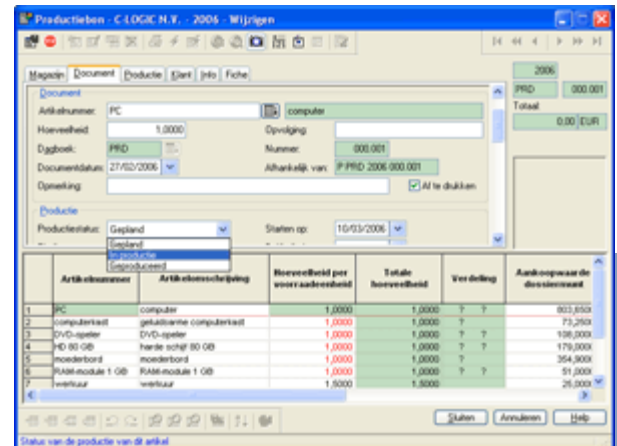 Productiebon - C-LOGIC N.V. - 2006 - Wijzigen
Magazijn Document Productie Klant Info Fiche
2006
PRD 000.001
Totaal:
0,00 EUR
Document
Artikelnummer: PC computer
Hoeveelheid: 1,0000 Opvolging:
Dagboek: PRD Nummer: 000.001
Documentdatum: 27/02/2006 Afhankelijk van: P PRD 2006 000.001
Opmerking: Af te drukken
Productie
Productiestatus: Gepland Starten op: 10/03/2006
Gepland
In productie
Geproduceerd
Artikelnummer Artikelomschrijving Hoeveelheid per voorraadeenheid Totale hoeveelheid Verdeling Aankoopwaarde dossiermunt
1 PC computer 1,0000 1,0000 ? ? 803,650
2 computerkast geluidsarme computerkast 1,0000 1,0000 ? ? 73,250
3 DVD-speler DVD-speler 1,0000 1,0000 ? ? 108,000
4 HD 80 GB harde schijf 80 GB 1,0000 1,0000 ? ? 179,000
5 moederbord moederbord 1,0000 1,0000 ? 354,900
6 RAM-module 1 GB RAM-module 1 GB 1,0000 1,0000 ? ? 51,000
7 werkuur werkuur 1,5000 1,5000 25,000
Sluiten Annuleren Help
Status van de productie van dit artikel